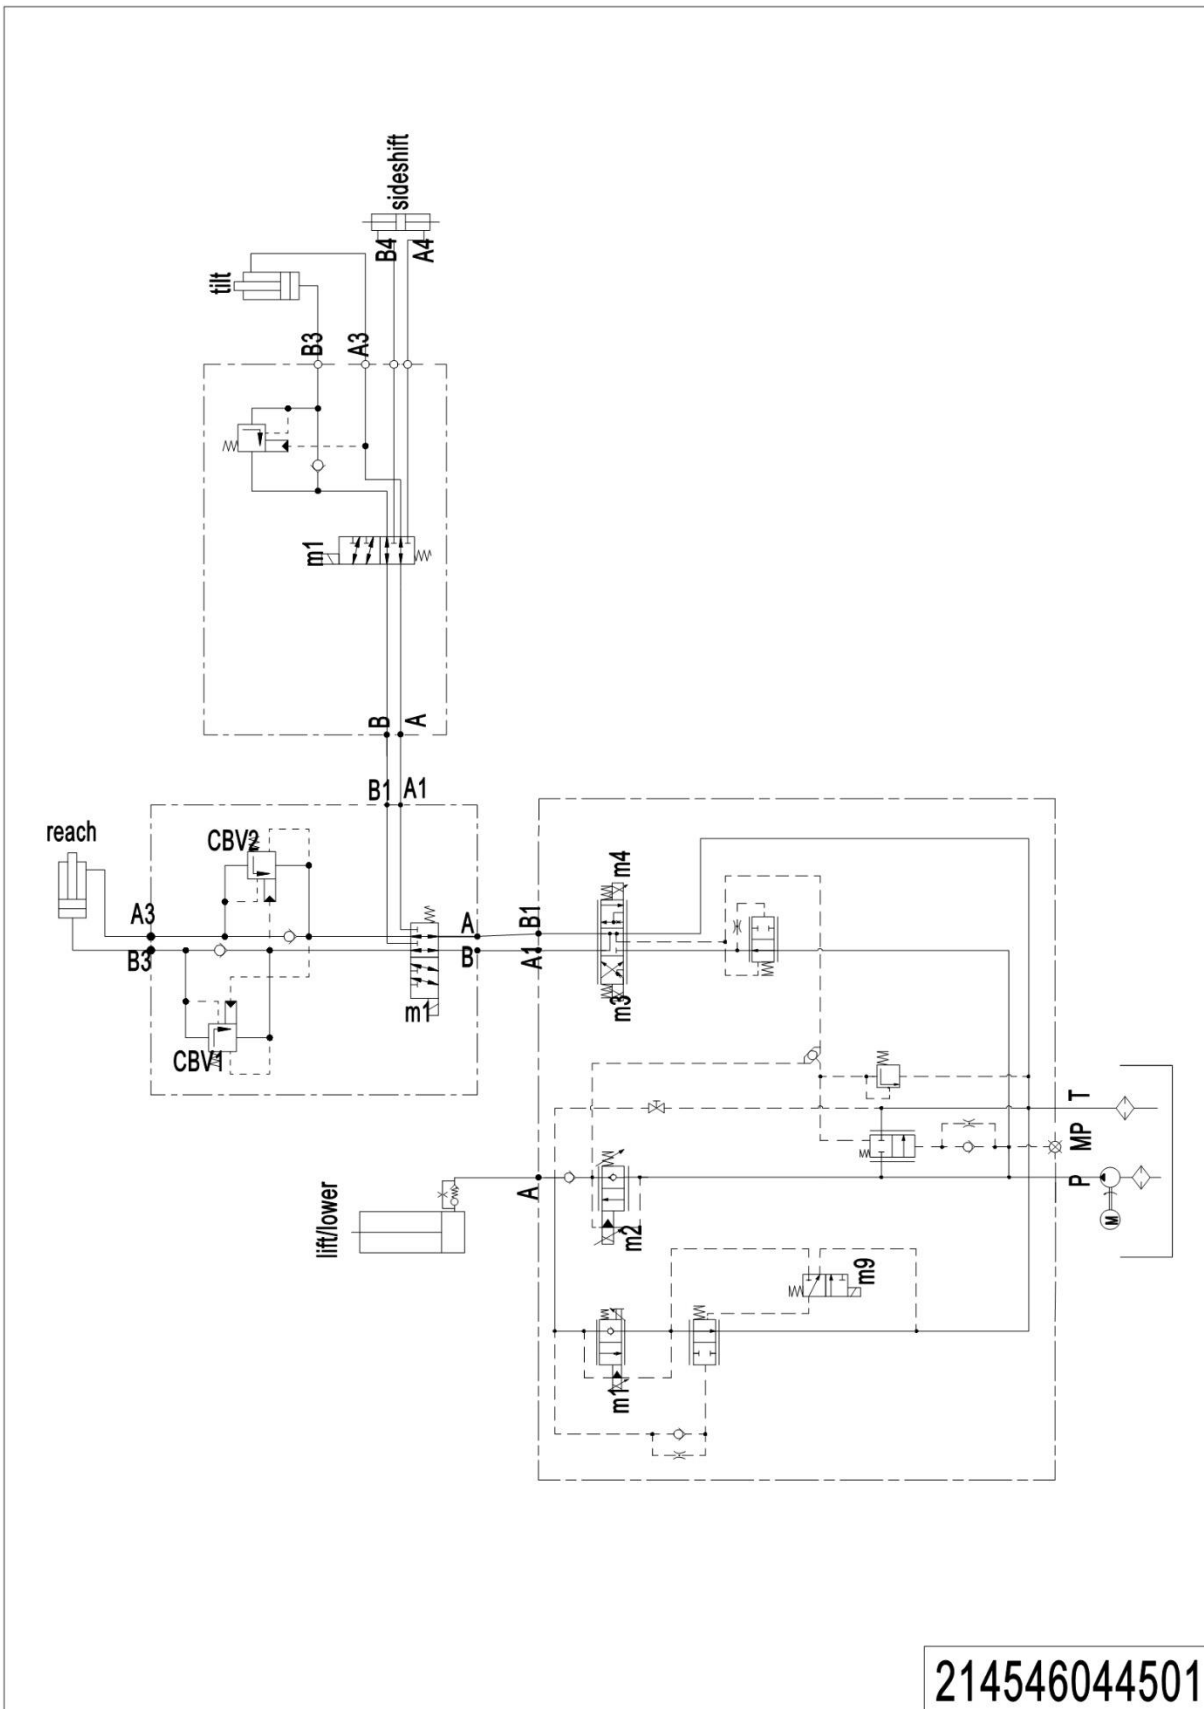 sideshift
B4
A4
tilt
B3
A3
m1
B
A
B1
A1
reach
CBV2
A3
B3
A
B
m1
CBV1
B1
A1
m4
m3
T
MP
P
M
lift/lower
A
m2
m9
m1
214546044501